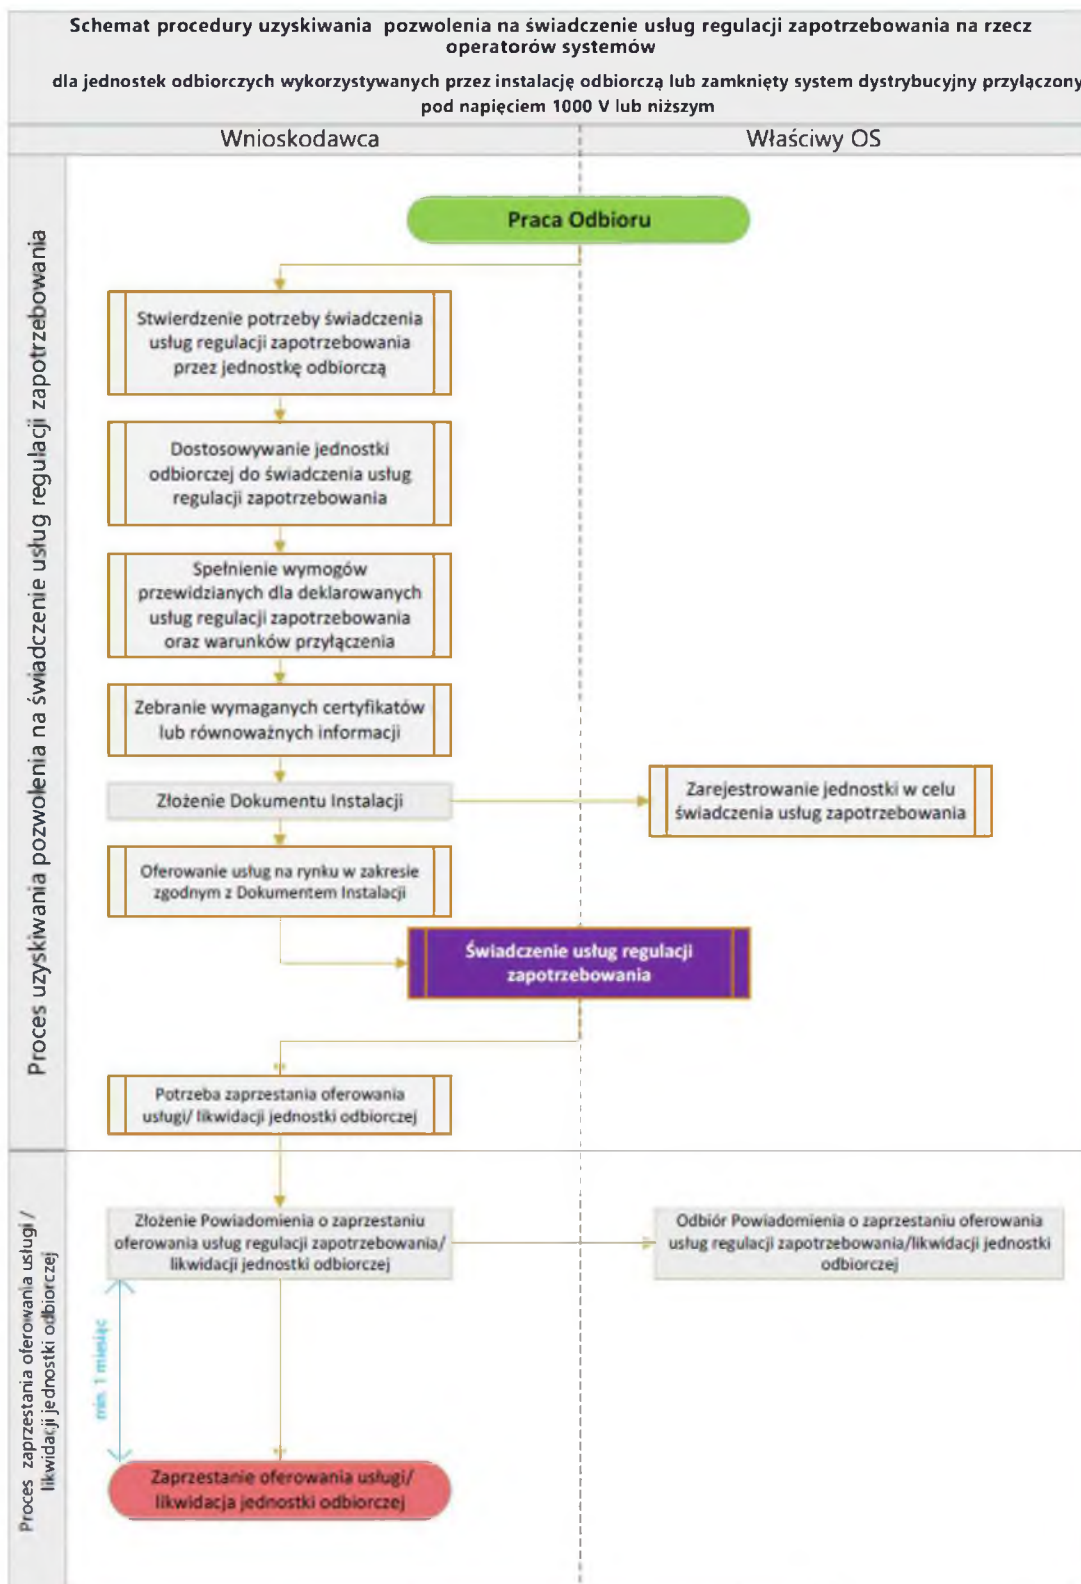 Schemat procedury uzyskiwania pozwolenia na świadczenie usług regulacji zapotrzebowania na rzecz
operatorów systemów
dla jednostek odbiorczych wykorzystywanych przez instalację odbiorczą lub zamknięty system dystrybucyjny przyłączony
pod napięciem 1000 V lub niższym
Wnioskodawca
Właściwy OS
Proces uzyskiwania pozwolenia na świadczenie usług regulacji zapotrzebowania
Praca Odbioru
Stwierdzenie potrzeby świadczenia
usług regulacji zapotrzebowania
przez jednostkę odbiorczą
Dostosowywanie jednostki
odbiorczej do świadczenia usług
regulacji zapotrzebowania
Spełnienie wymogów
przewidzianych dla deklarowanych
usług regulacji zapotrzebowania
oraz warunków przyłączenia
Zebranie wymaganych certyfikatów
lub równoważnych informacji
Złożenie Dokumentu Instalacji
Zarejestrowanie jednostki w celu
świadczenia usług zapotrzebowania
Oferowanie usług na rynku w zakresie
zgodnym z Dokumentem Instalacji
Świadczenie usług regulacji
zapotrzebowania
Potrzeba zaprzestania oferowania
usługi/ likwidacji jednostki odbiorczej
Proces zaprzestania oferowania usługi /
likwidacji jednostki odbiorczej
Złożenie Powiadomienia o zaprzestaniu
oferowania usług regulacji zapotrzebowania/
likwidacji jednostki odbiorczej
Odbiór Powiadomienia o zaprzestaniu oferowania
usług regulacji zapotrzebowania/likwidacji jednostki
odbiorczej
min. 1 miesiąc
Zaprzestanie oferowania usługi/
likwidacja jednostki odbiorczej